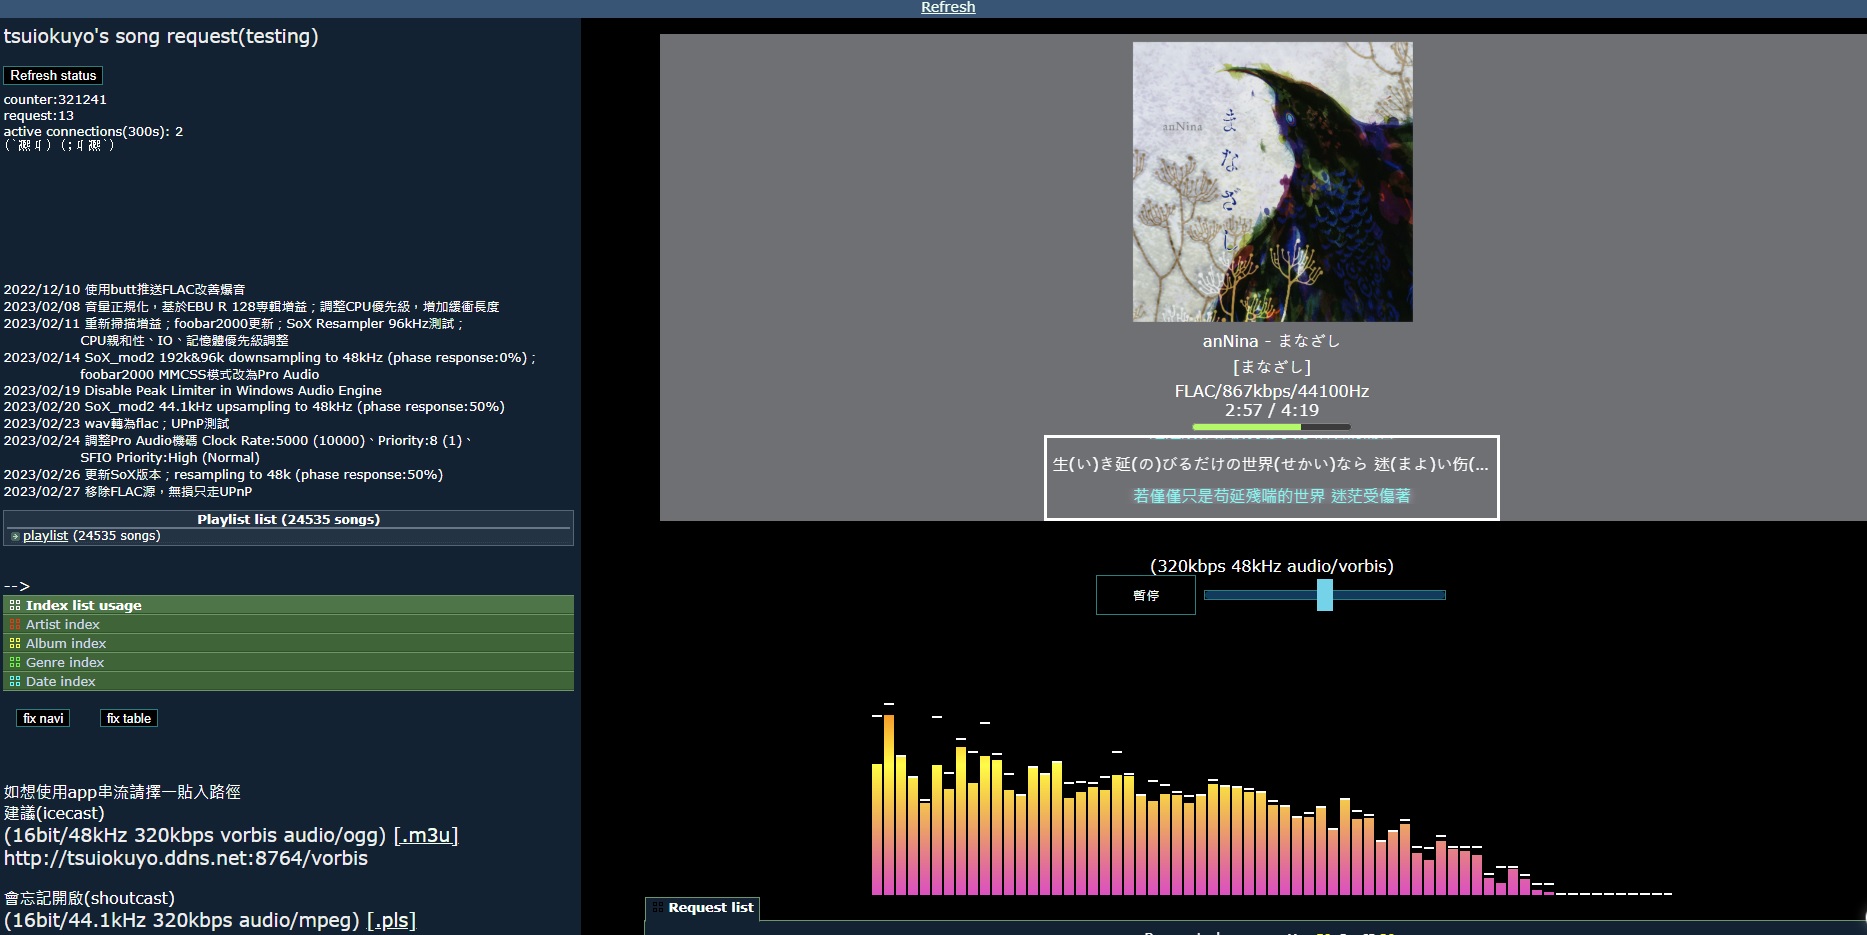 Refresh
tsuiokuyo's song request(testing)
Refresh status
counter:321241
request:13
active connections(300s): 2
2022/12/10 使用butt推送FLAC改善爆音
2023/02/08 音量正規化，基於EBU R 128專輯增益；調整CPU優先級，增加緩衝長度
2023/02/11 重新掃描增益；foobar2000更新；SoX Resampler 96kHz測試；
CPU親和性、IO、記憶體優先級調整
2023/02/14 SoX_mod2 192k&96k downsampling to 48kHz (phase response:0%)；
foobar2000 MMCSS模式改為Pro Audio
2023/02/19 Disable Peak Limiter in Windows Audio Engine
2023/02/20 SoX_mod2 44.1kHz upsampling to 48kHz (phase response:50%)
2023/02/23 wav轉為flac；UPnP測試
2023/02/24 調整Pro Audio機碼 Clock Rate:5000 (10000)、Priority:8 (1)、
SFIO Priority:High (Normal)
2023/02/26 更新SoX版本；resampling to 48k (phase response:50%)
2023/02/27 移除FLAC源，無損只走UPnP
Playlist list (24535 songs)
playlist (24535 songs)
-->
Index list usage
Artist index
Album index
Genre index
Date index
fix navi
fix table
如想使用app串流請擇一貼入路徑
建議(icecast)
(16bit/48kHz 320kbps vorbis audio/ogg) [.m3u]
http://tsuiokuyo.ddns.net:8764/vorbis
會忘記開啟(shoutcast)
(16bit/44.1kHz 320kbps audio/mpeg) [.pls]
anNina
まなざし
anNina - まなざし
[まなざし]
FLAC/867kbps/44100Hz
2:57 / 4:19
生(い)き延(の)びるだけの世界(せかい)なら 迷(まよ)い伤(...
若僅僅只是苟延殘喘的世界 迷茫受傷著
(320kbps 48kHz audio/vorbis)
暫停
Request list